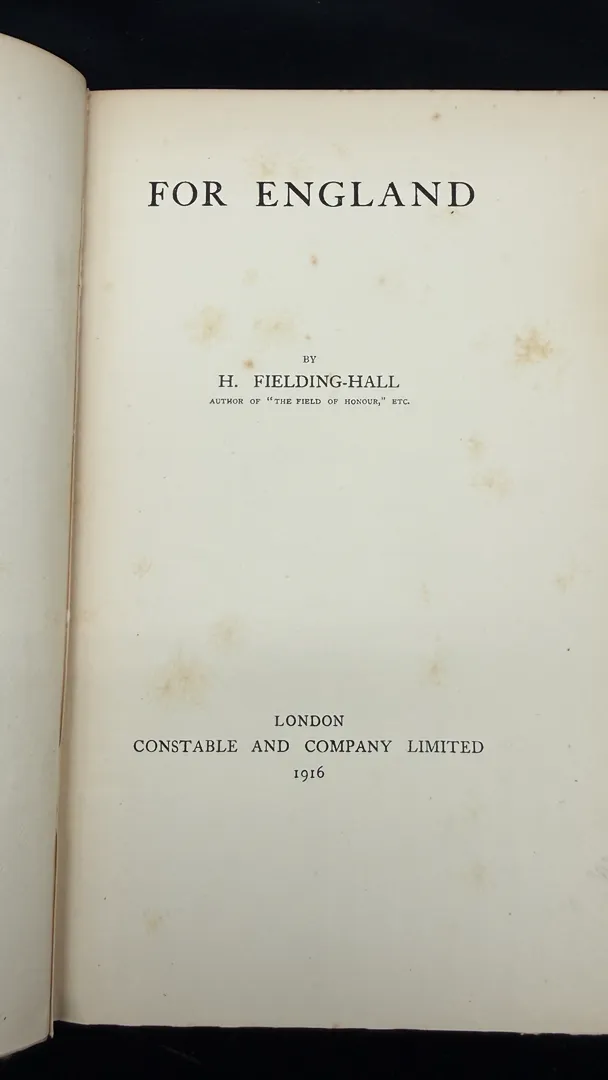 FOR ENGLAND
BY
H. FIELDING-HALL
AUTHOR OF "THE FIELD OF HONOUR," ETC.
LONDON
CONSTABLE AND COMPANY LIMITED
1916